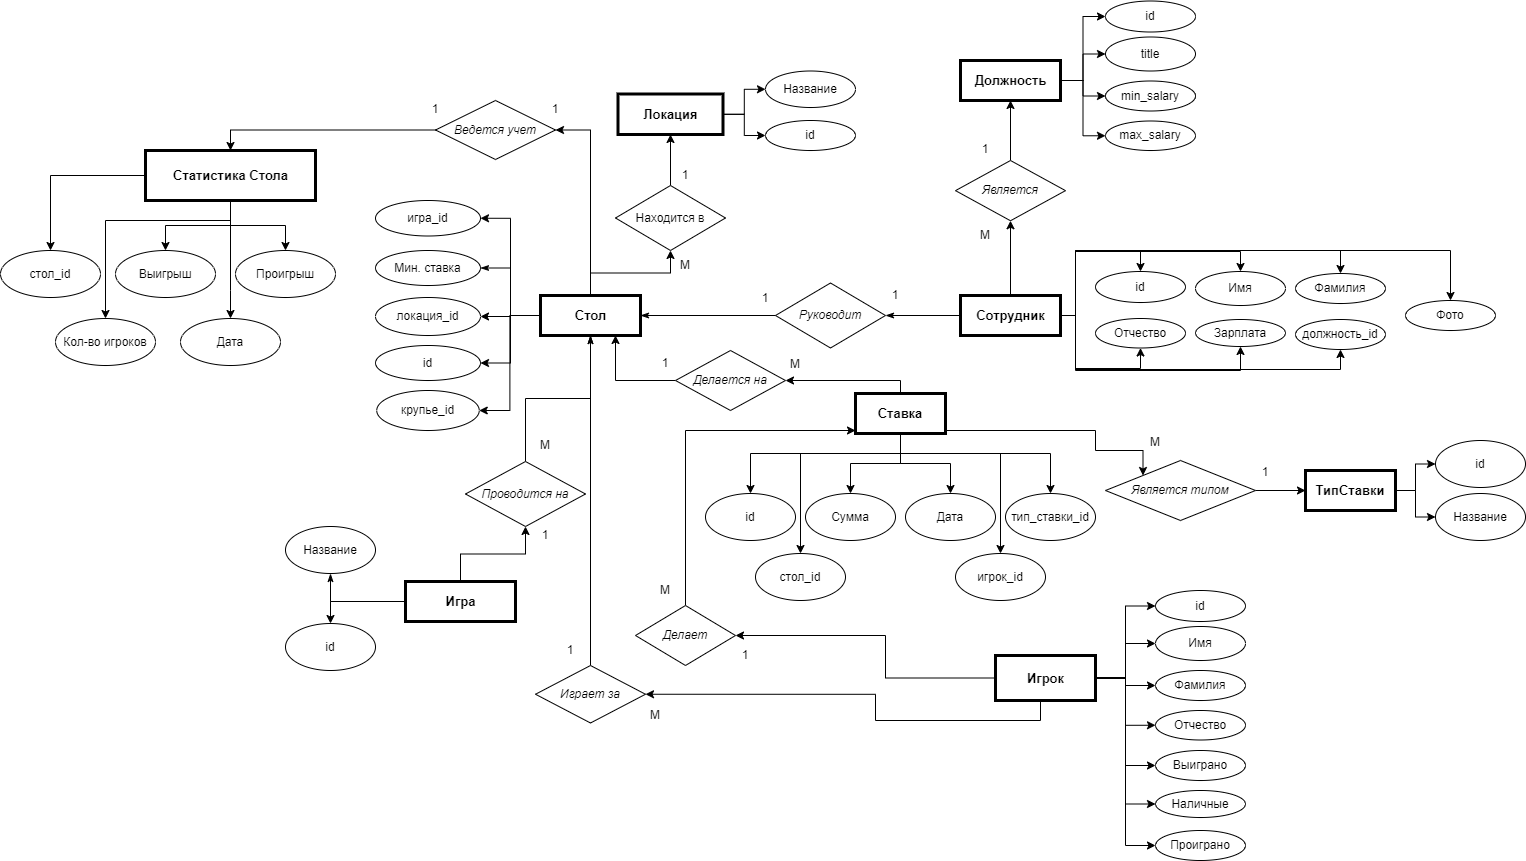 id
title
Должность
min_salary
max_salary
Название
Локация
id
1
1
Ведется учет
1
Является
M
Статистика Стола
1
Находится в
M
игра_id
Мин. ставка
локация_id
id
крупье_id
стол_id
Выигрыш
Проигрыш
Кол-во игроков
Дата
Стол
1
Руководит
1
Сотрудник
id
Имя
Фамилия
Фото
Отчество
Зарплата
должность_id
1
Делается на
M
Ставка
M
Является типом
1
ТипСтавки
id
Название
id
Сумма
Дата
тип_ставки_id
стол_id
игрок_id
M
Проводится на
1
Название
Игра
id
M
Делает
1
1
Играет за
M
Игрок
id
Имя
Фамилия
Отчество
Выиграно
Наличные
Проиграно